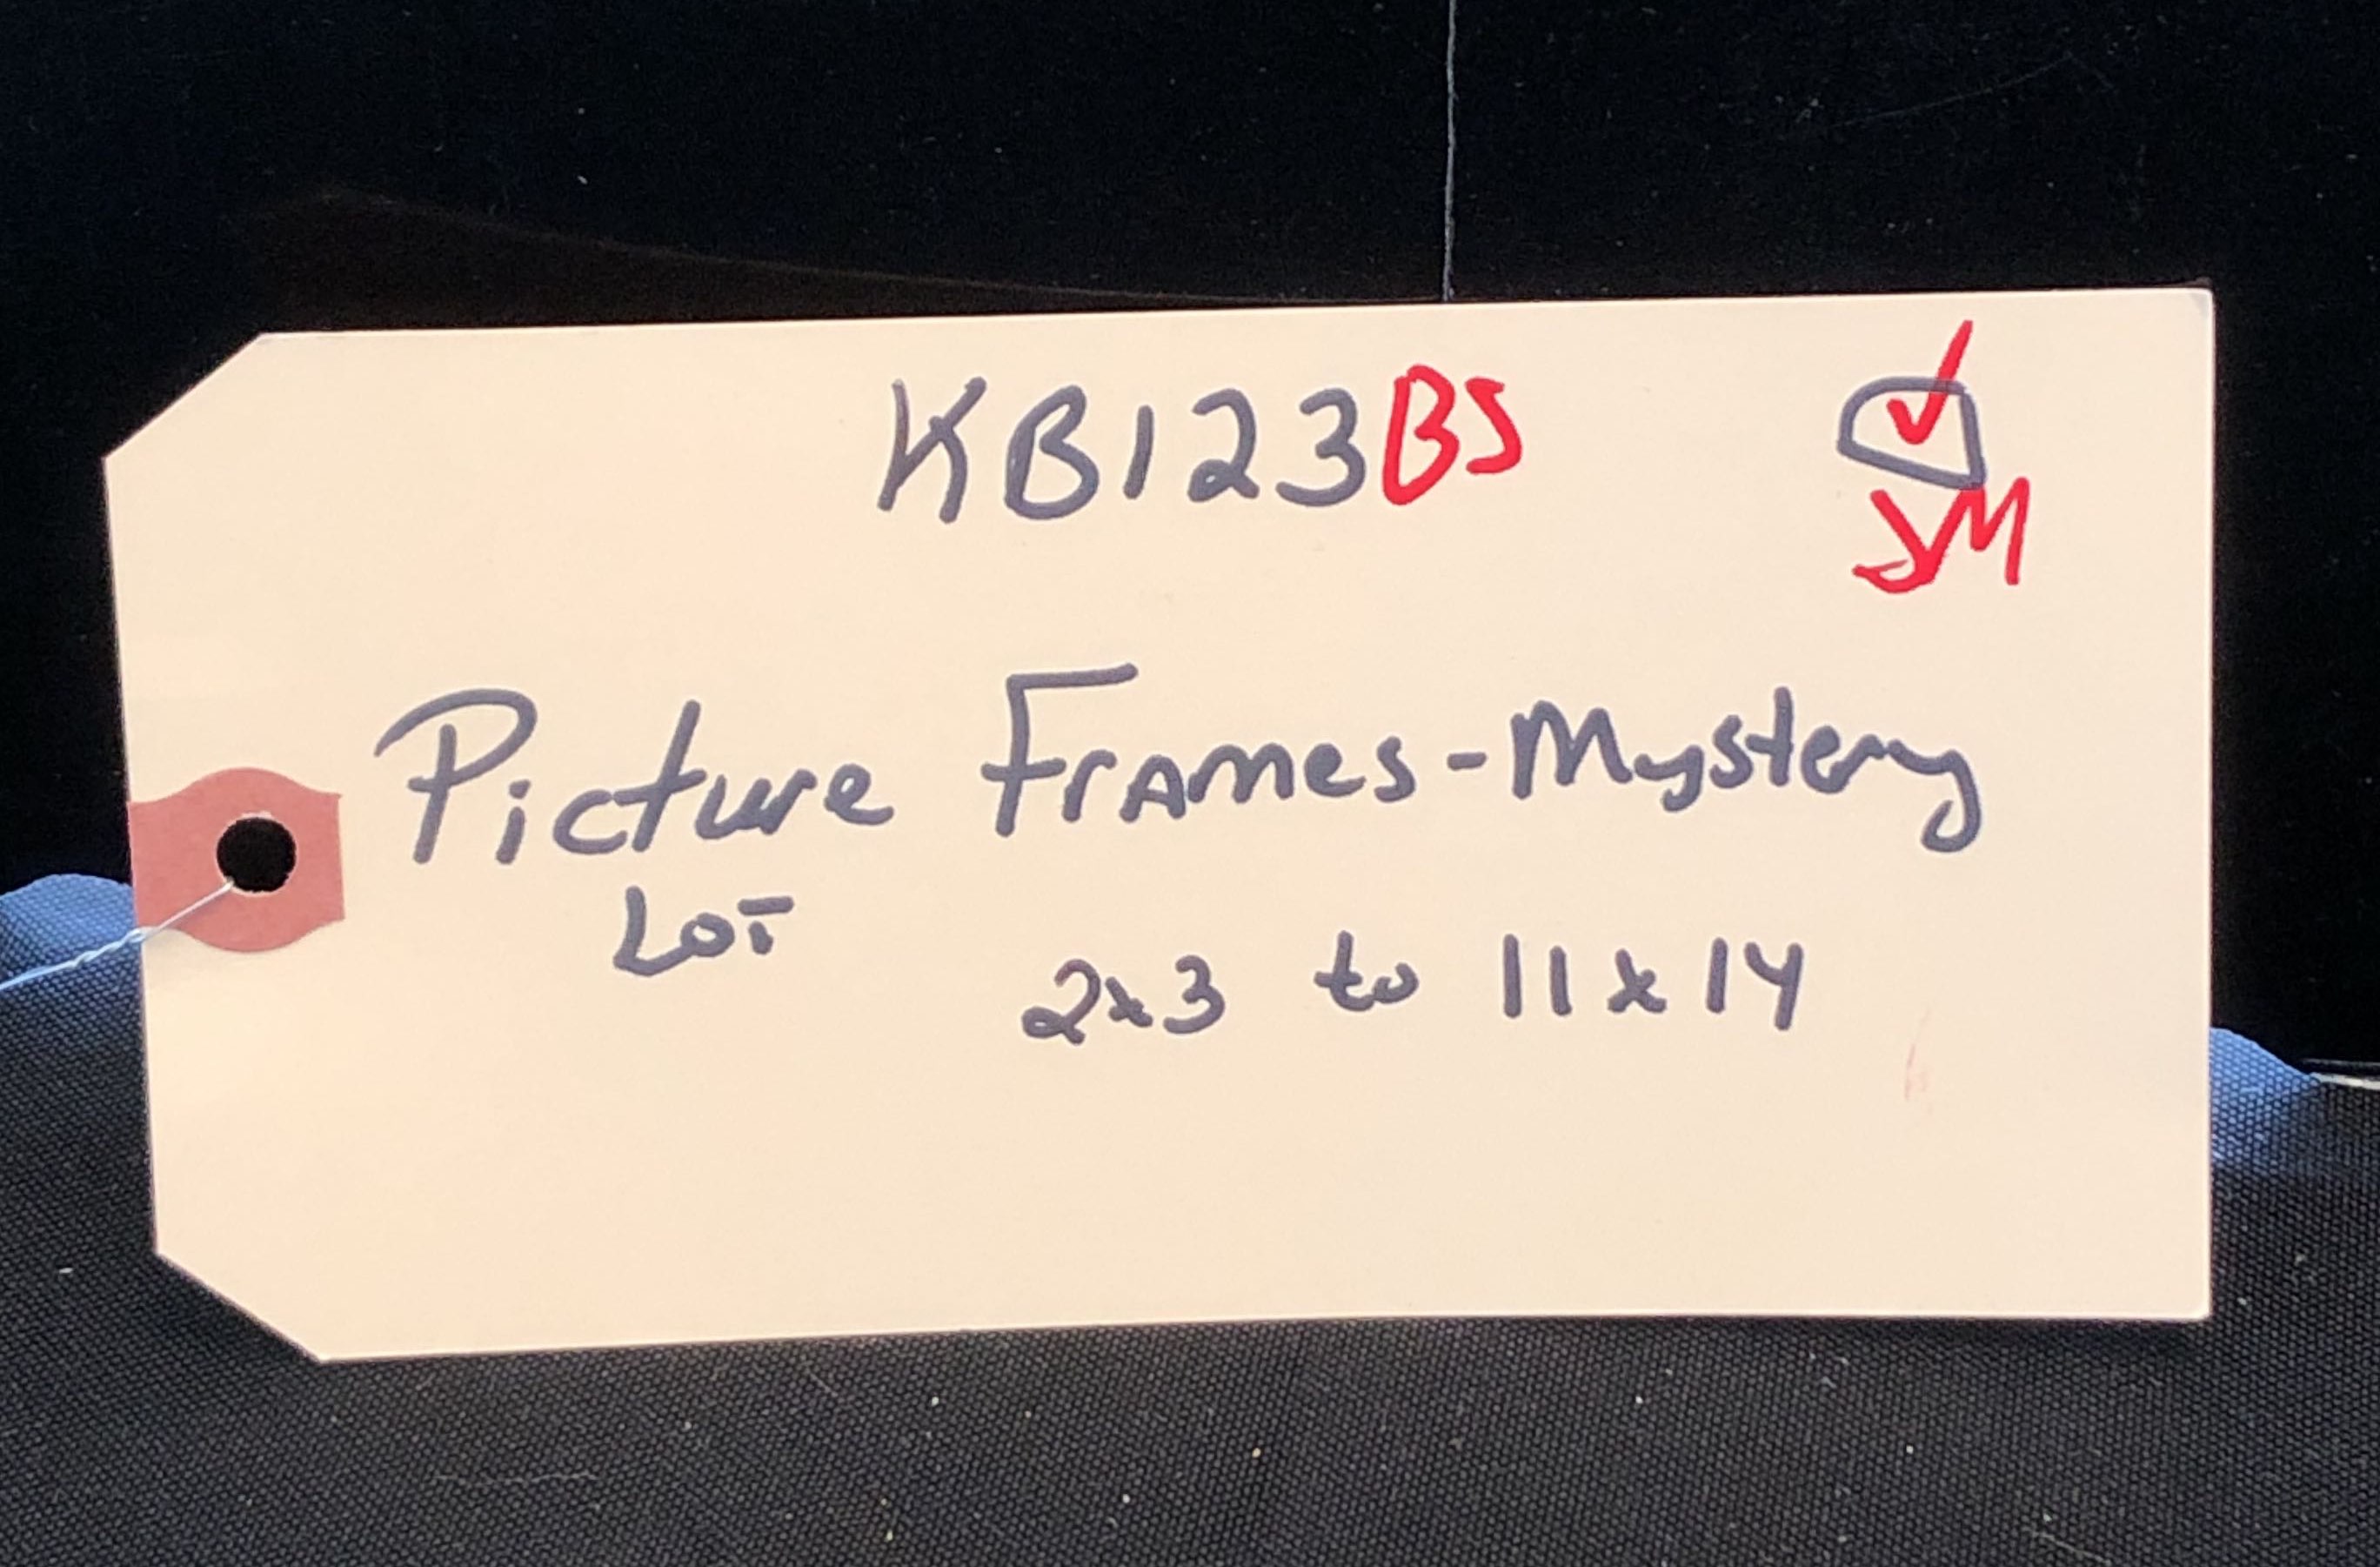 KB123BS
JM
Picture Frames-Mystery
Lot
2x3 to 11x14